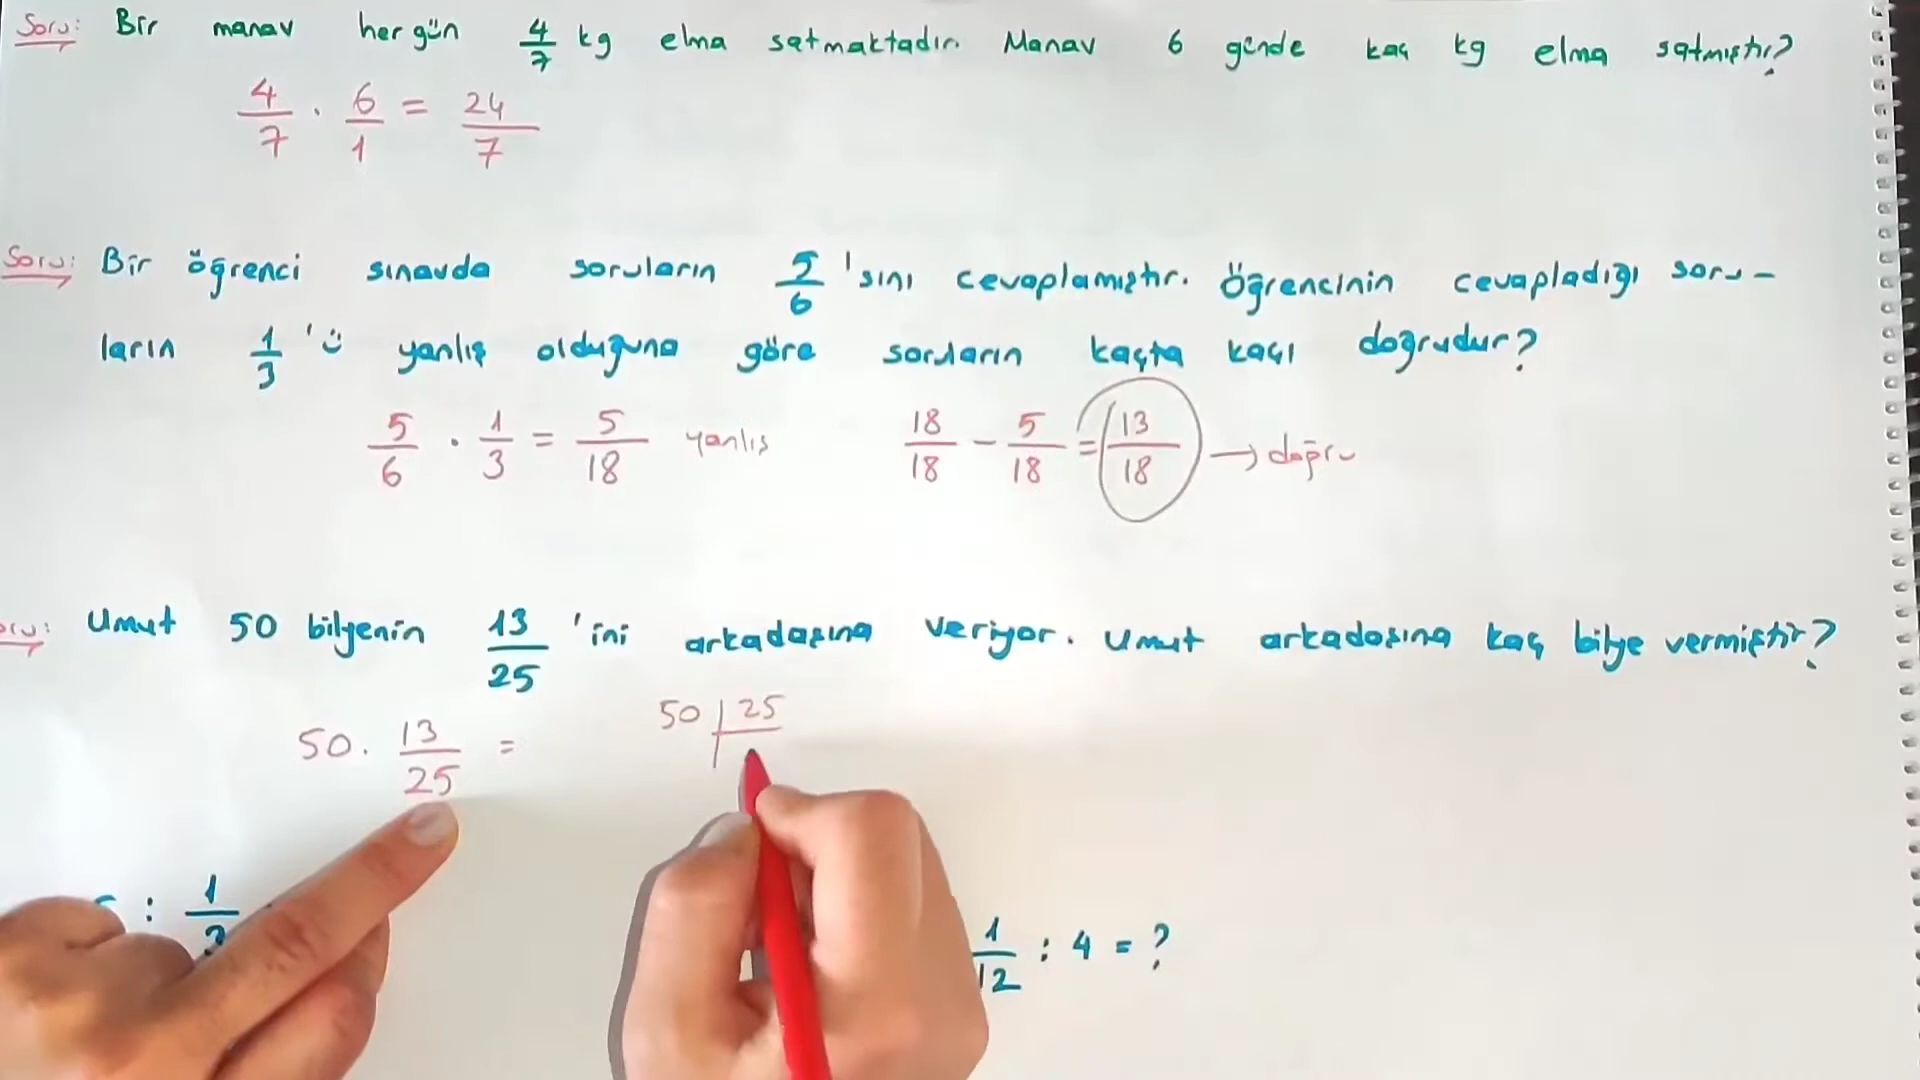 Soru: Bir manav her gün 4/7 kg elma satmaktadır. Manav 6 günde kaç kg elma satmıştır?
4/7 · 6/1 = 24/7
Soru: Bir öğrenci sınavda soruların 5/6 'sını cevaplamıştır. Öğrencinin cevapladığı soru-
ların 1/3 'ü yanlış olduğuna göre soruların kaçta kaçı doğrudur?
5/6 · 1/3 = 5/18 yanlış 18/18 - 5/18 = 13/18 → doğru
Umut 50 bilyenin 13/25 'ini arkadaşına veriyor. Umut arkadaşına kaç bilye vermiştir?
50 · 13/25 = 50 | 25
: 1/ 1/12 : 4 = ?